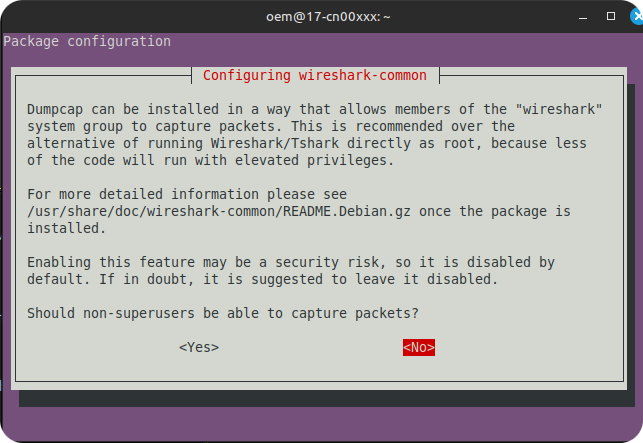 oem@17-cn00xxx: ~
Package configuration
Configuring wireshark-common
Dumpcap can be installed in a way that allows members of the "wireshark"
system group to capture packets. This is recommended over the
alternative of running Wireshark/Tshark directly as root, because less
of the code will run with elevated privileges.
For more detailed information please see
/usr/share/doc/wireshark-common/README.Debian.gz once the package is
installed.
Enabling this feature may be a security risk, so it is disabled by
default. If in doubt, it is suggested to leave it disabled.
Should non-superusers be able to capture packets?
<Yes> <No>